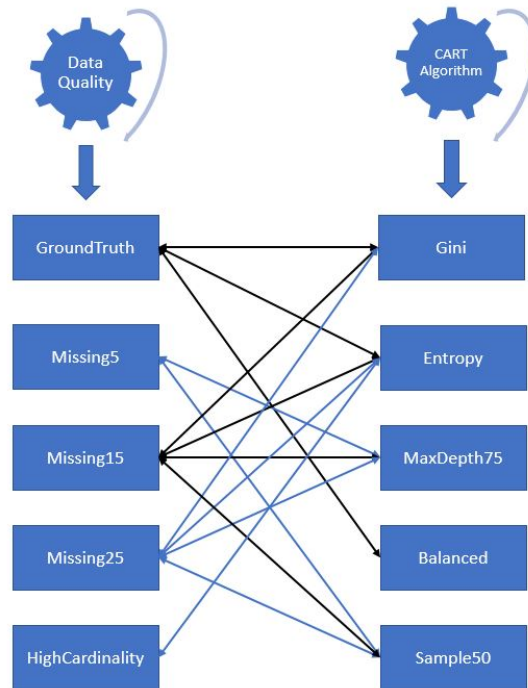 Data
Quality
CART
Algorithm
GroundTruth
Gini
Missing5
Entropy
Missing15
MaxDepth75
Missing25
Balanced
HighCardinality
Sample50